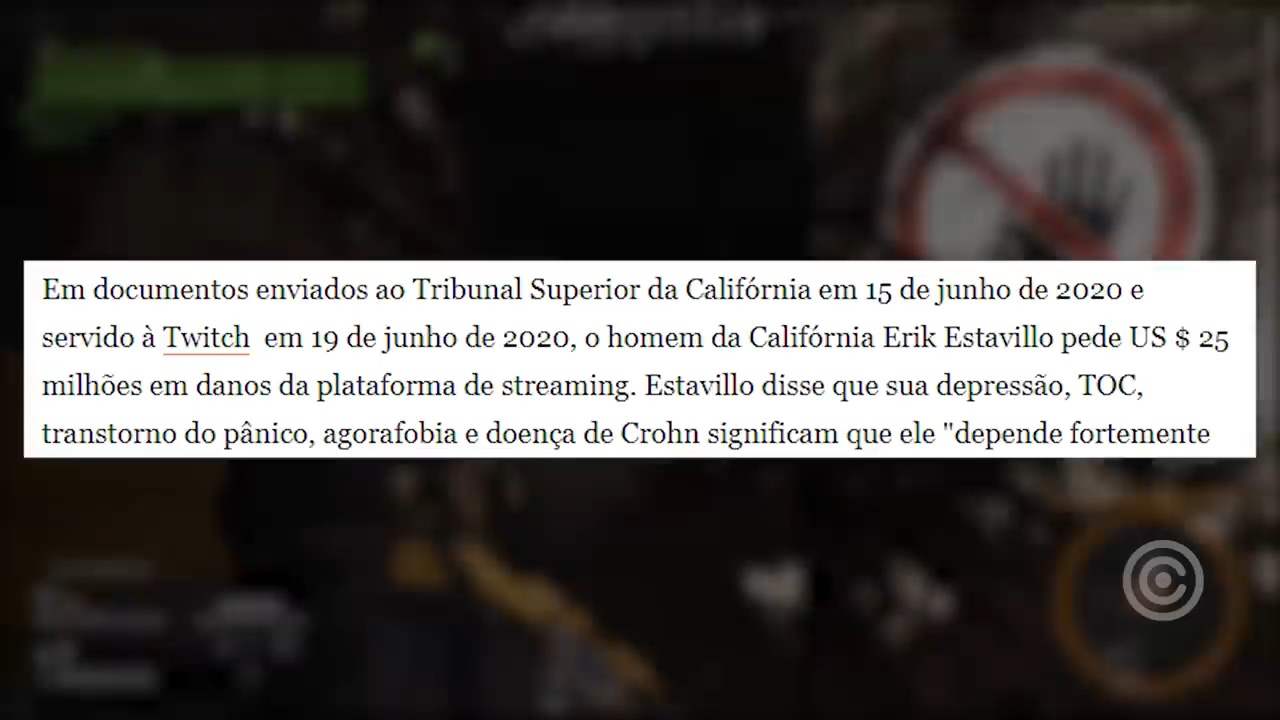 Em documentos enviados ao Tribunal Superior da Califórnia em 15 de junho de 2020 e
servido à Twitch em 19 de junho de 2020, o homem da Califórnia Erik Estavillo pede US $ 25
milhões em danos da plataforma de streaming. Estavillo disse que sua depressão, TOC,
transtorno do pânico, agorafobia e doença de Crohn significam que ele "depende fortemente